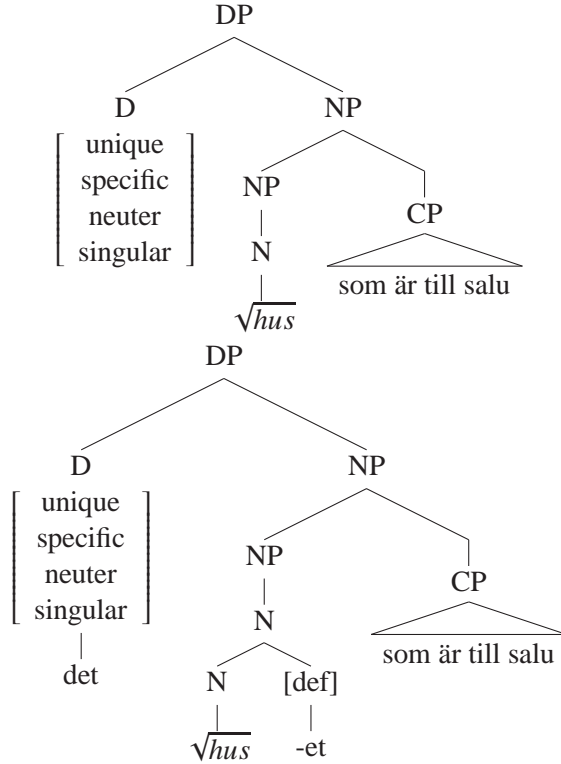 DP
D NP
unique
specific
neuter
singular
NP CP
N
som är till salu
√hus
DP
D NP
unique
specific
neuter
singular
NP CP
N
som är till salu
det
N [def]
√hus -et